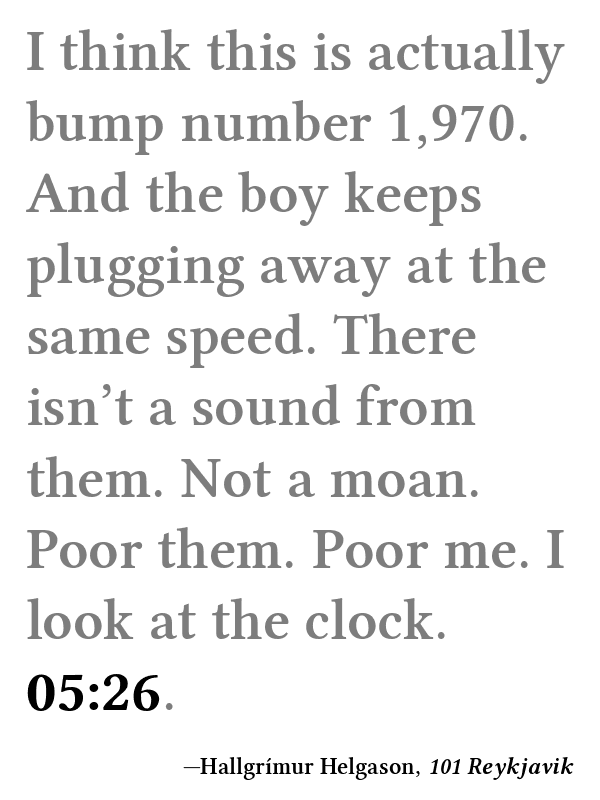 I think this is actually
bump number 1,970.
And the boy keeps
plugging away at the
same speed. There
isn’t a sound from
them. Not a moan.
Poor them. Poor me. I
look at the clock.
05:26.
—Hallgrímur Helgason, 101 Reykjavik